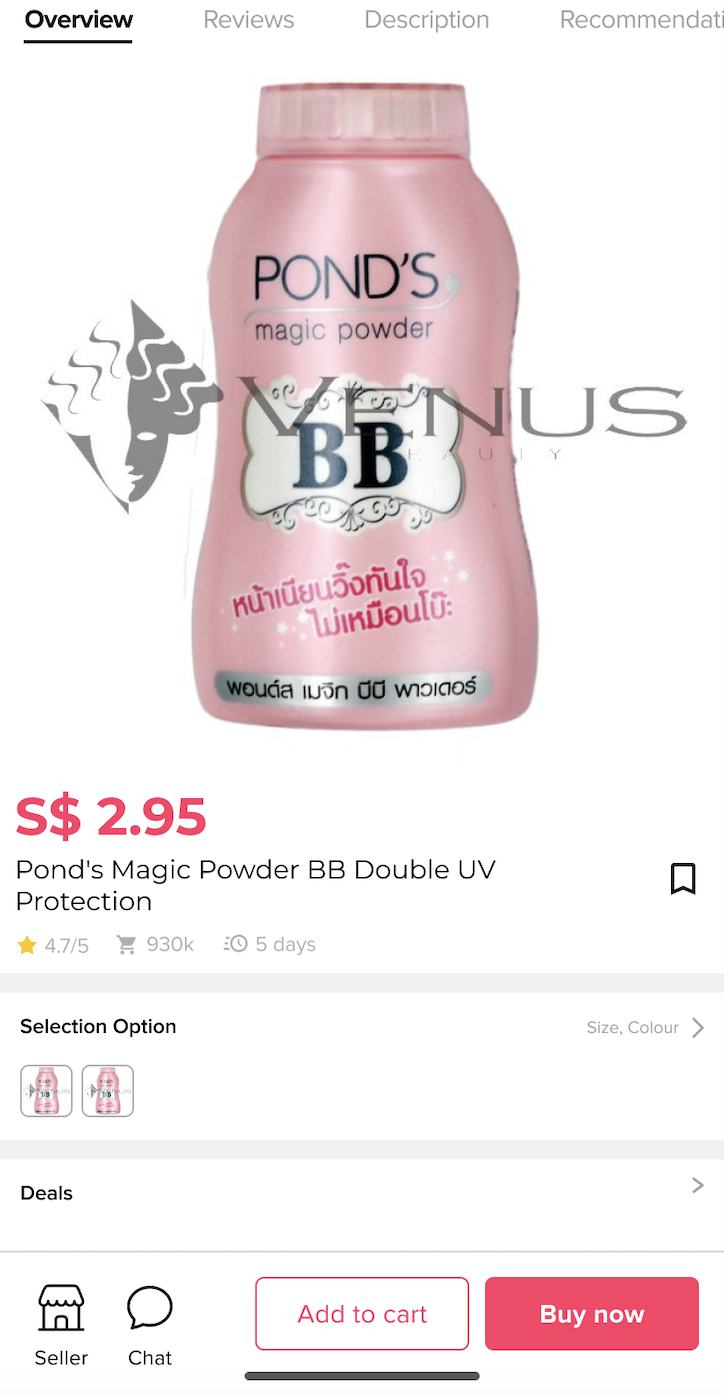 Overview Reviews Description Recommendati
POND'S
magic powder
VENUS
BEAUTY
BB
หน้าเนียนวิ๊งทันใจ
ไม่เหมือนโบ๊ะ
พอนด์ส เมจิก บีบี พาวเดอร์
S$ 2.95
Pond's Magic Powder BB Double UV
Protection
4.7/5 930k 5 days
Selection Option Size, Colour
Deals
Add to cart Buy now
Seller Chat